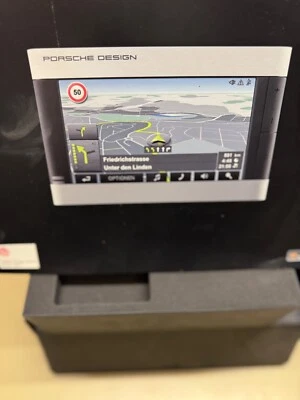 PORSCHE DESIGN
50
Friedrichstrasse
Unter den Linden
OPTIONEN